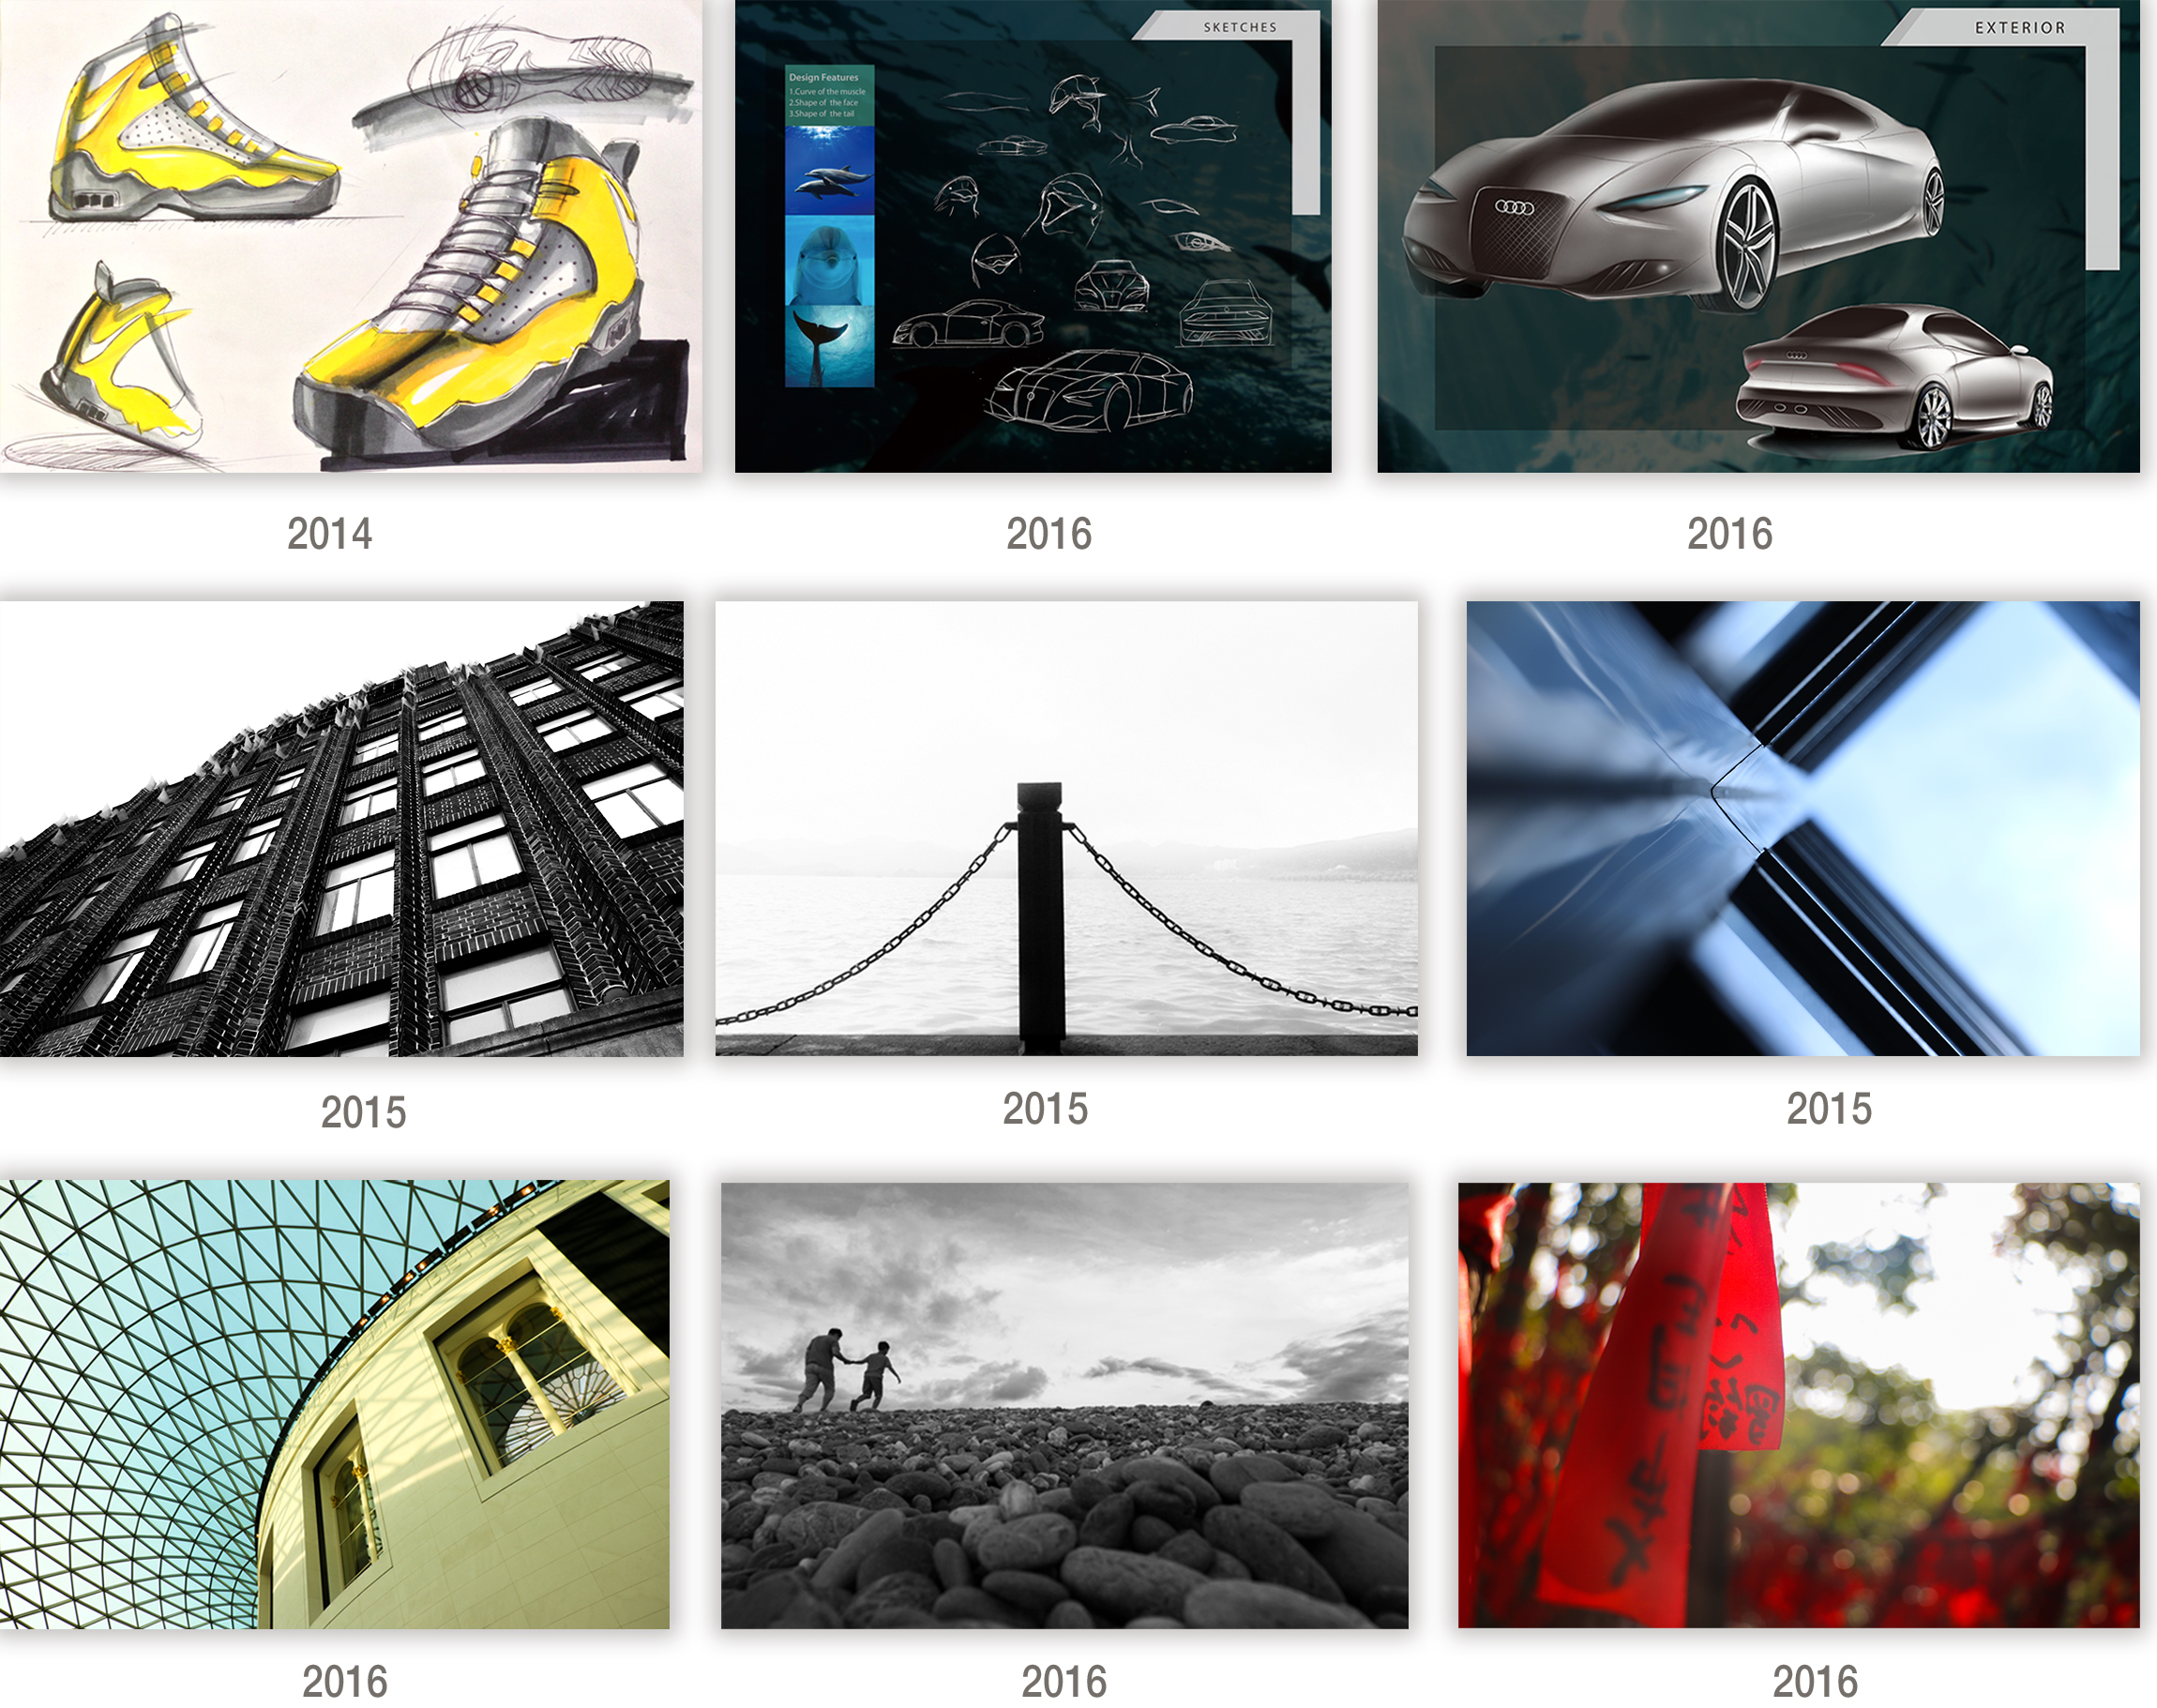 SKETCHES
Design Features
1.Curve of the muscle
2.Shape of the face
3.Shape of the tail
EXTERIOR
2014
2016
2016
2015
2015
2015
2016
2016
2016